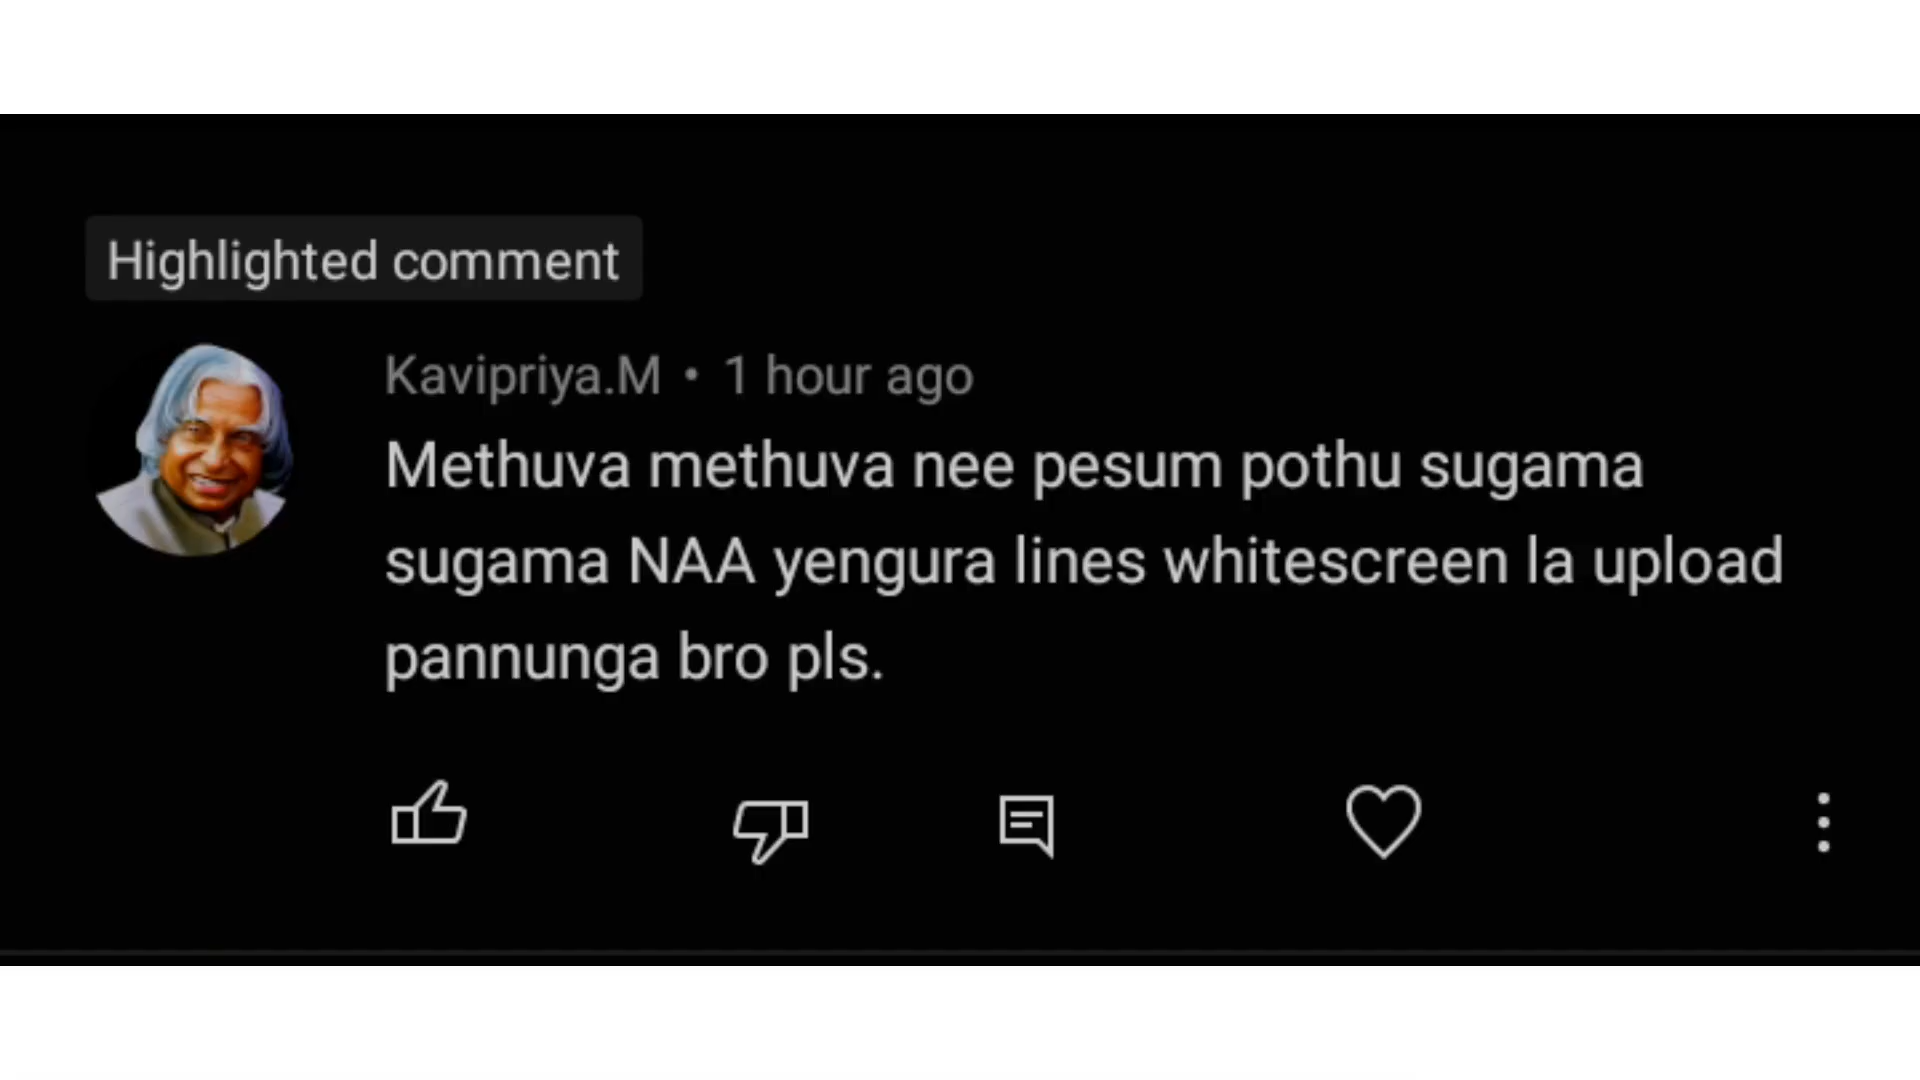 Highlighted comment
Kavipriya.M • 1 hour ago
Methuva methuva nee pesum pothu sugama
sugama NAA yengura lines whitescreen la upload
pannunga bro pls.